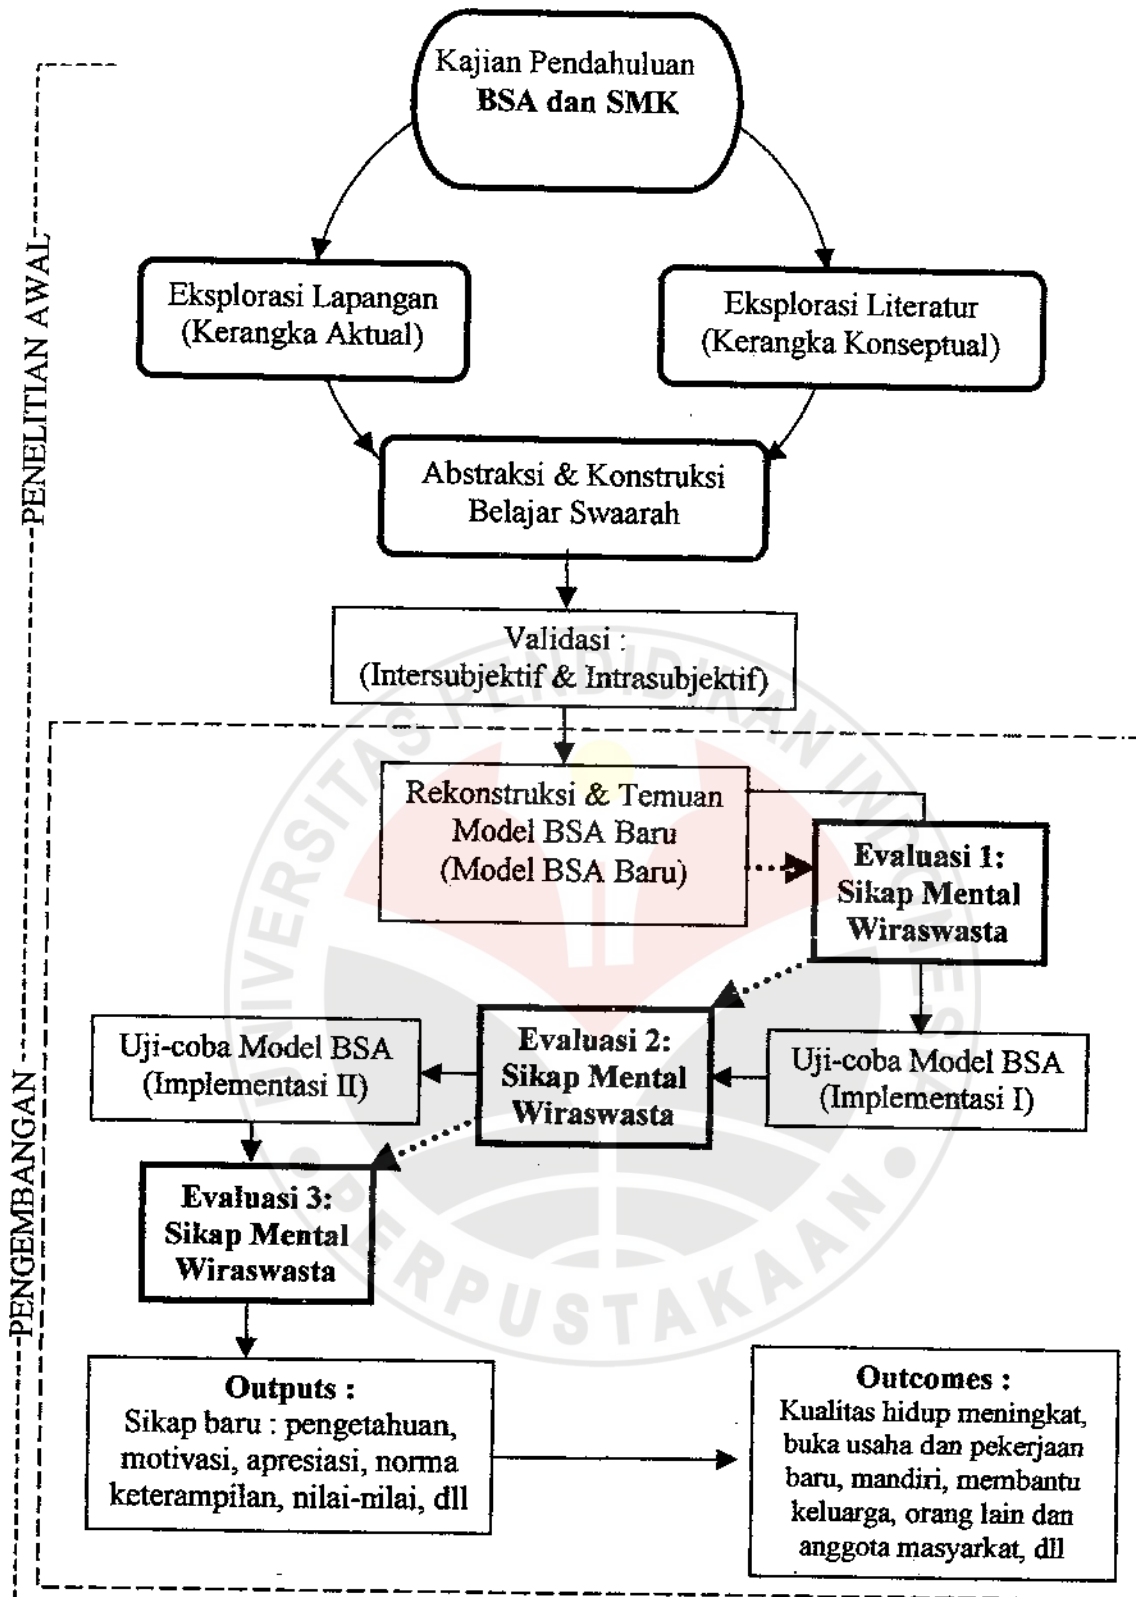 Kajian Pendahuluan
BSA dan SMK
PENELITIAN AWAL
Eksplorasi Lapangan
(Kerangka Aktual)
Eksplorasi Literatur
(Kerangka Konseptual)
Abstraksi & Konstruksi
Belajar Swaarah
Validasi :
(Intersubjektif & Intrasubjektif)
Rekonstruksi & Temuan
Model BSA Baru
(Model BSA Baru)
Evaluasi 1:
Sikap Mental
Wiraswasta
Uji-coba Model BSA
(Implementasi II)
Evaluasi 2:
Sikap Mental
Wiraswasta
Uji-coba Model BSA
(Implementasi I)
PENGEMBANGAN
Evaluasi 3:
Sikap Mental
Wiraswasta
Outputs :
Sikap baru : pengetahuan,
motivasi, apresiasi, norma
keterampilan, nilai-nilai, dll
Outcomes :
Kualitas hidup meningkat,
buka usaha dan pekerjaan
baru, mandiri, membantu
keluarga, orang lain dan
anggota masyarkat, dll
UNIVERSITAS PENDIDIKAN INDONESIA
PERPUSTAKAAN